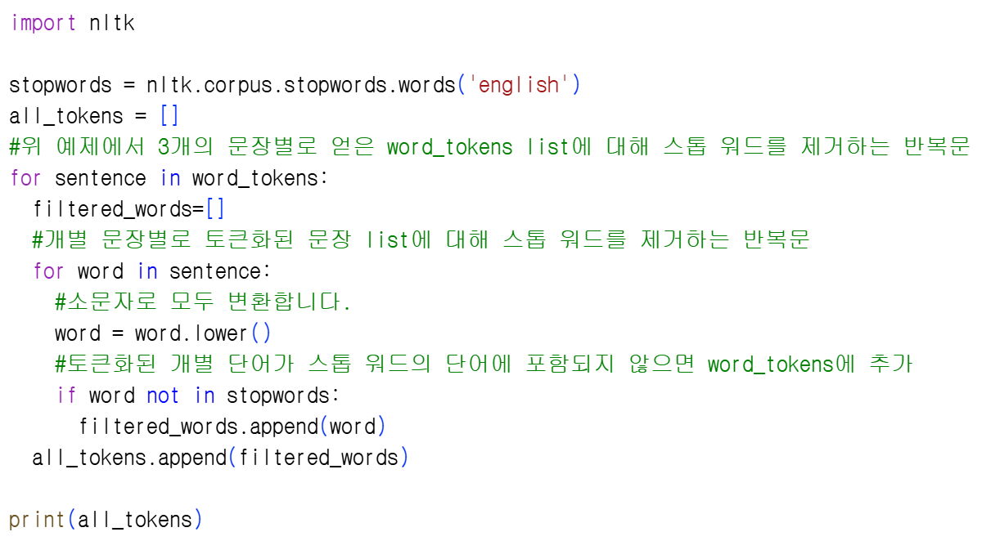 import nltk
stopwords = nltk.corpus.stopwords.words('english')
all_tokens = []
#위 예제에서 3개의 문장별로 얻은 word_tokens list에 대해 스톱 워드를 제거하는 반복문
for sentence in word_tokens:
  filtered_words=[]
  #개별 문장별로 토큰화된 문장 list에 대해 스톱 워드를 제거하는 반복문
  for word in sentence:
    #소문자로 모두 변환합니다.
    word = word.lower()
    #토큰화된 개별 단어가 스톱 워드의 단어에 포함되지 않으면 word_tokens에 추가
    if word not in stopwords:
      filtered_words.append(word)
  all_tokens.append(filtered_words)
print(all_tokens)